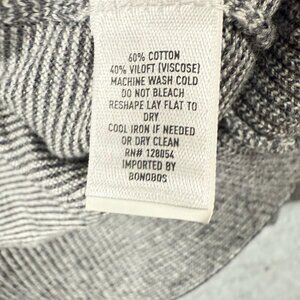 60% COTTON
40% VILOFT (VISCOSE)
MACHINE WASH COLD
DO NOT BLEACH
RESHAPE LAY FLAT TO
DRY
COOL IRON IF NEEDED
OR DRY CLEAN
RN# 128054
IMPORTED BY
BONOBOS